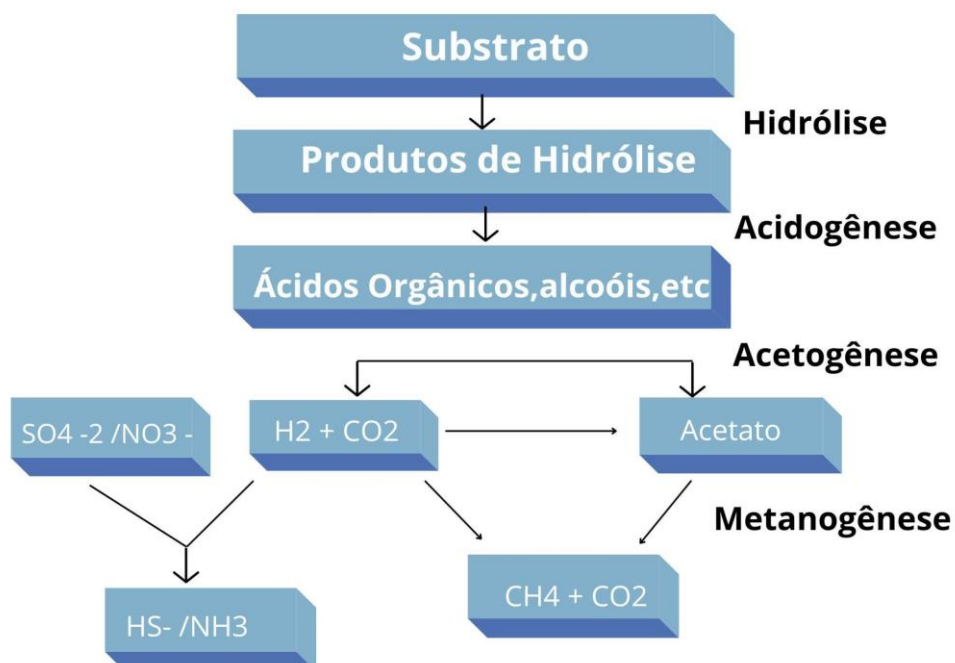 Substrato
Hidrólise
Produtos de Hidrólise
Acidogênese
Ácidos Orgânicos,alcoóis,etc
Acetogênese
SO4 -2 /NO3 -
H2 + CO2
Acetato
Metanogênese
CH4 + CO2
HS- /NH3